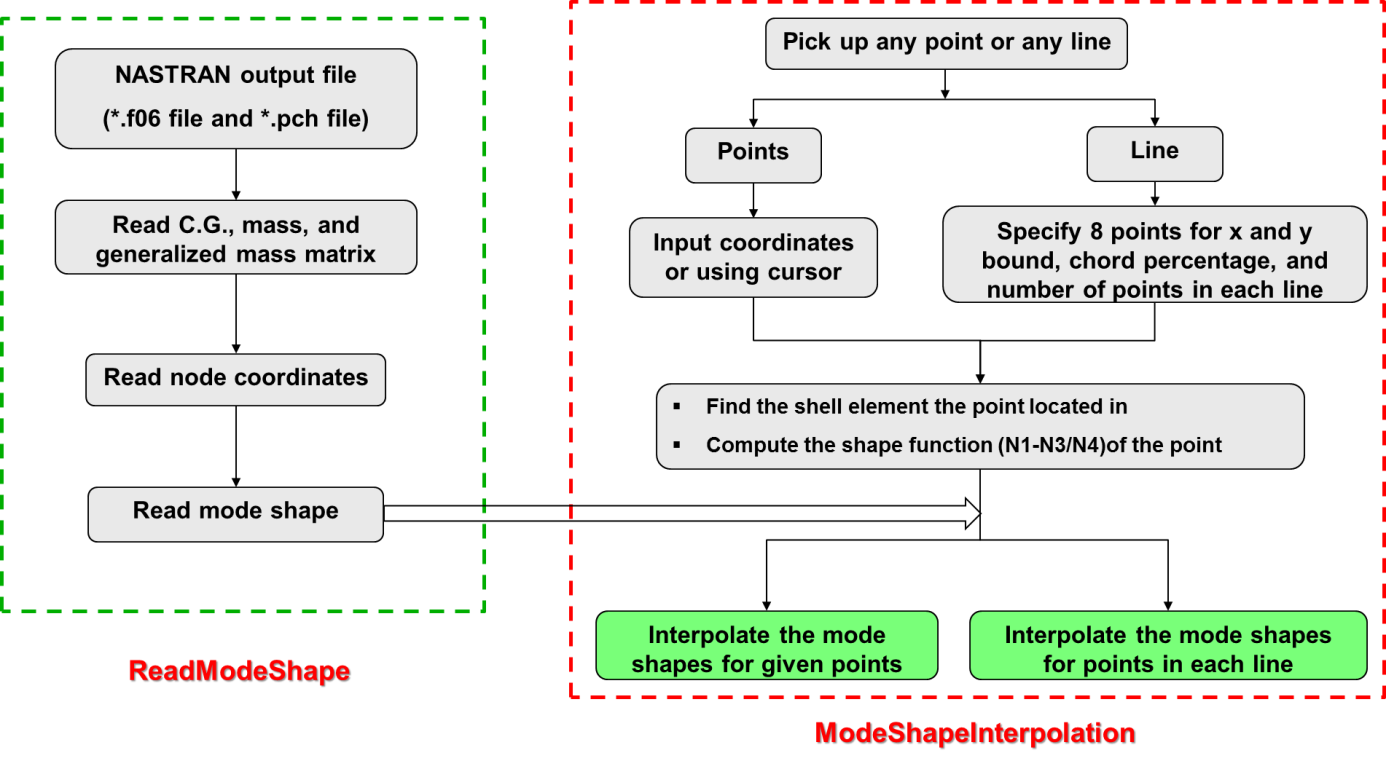 NASTRAN output file
(*.f06 file and *.pch file)
Read C.G., mass, and
generalized mass matrix
Read node coordinates
Read mode shape
ReadModeShape
Pick up any point or any line
Points
Line
Input coordinates
or using cursor
Specify 8 points for x and y
bound, chord percentage, and
number of points in each line
▪ Find the shell element the point located in
▪ Compute the shape function (N1-N3/N4)of the point
Interpolate the mode
shapes for given points
Interpolate the mode shapes
for points in each line
ModeShapeInterpolation